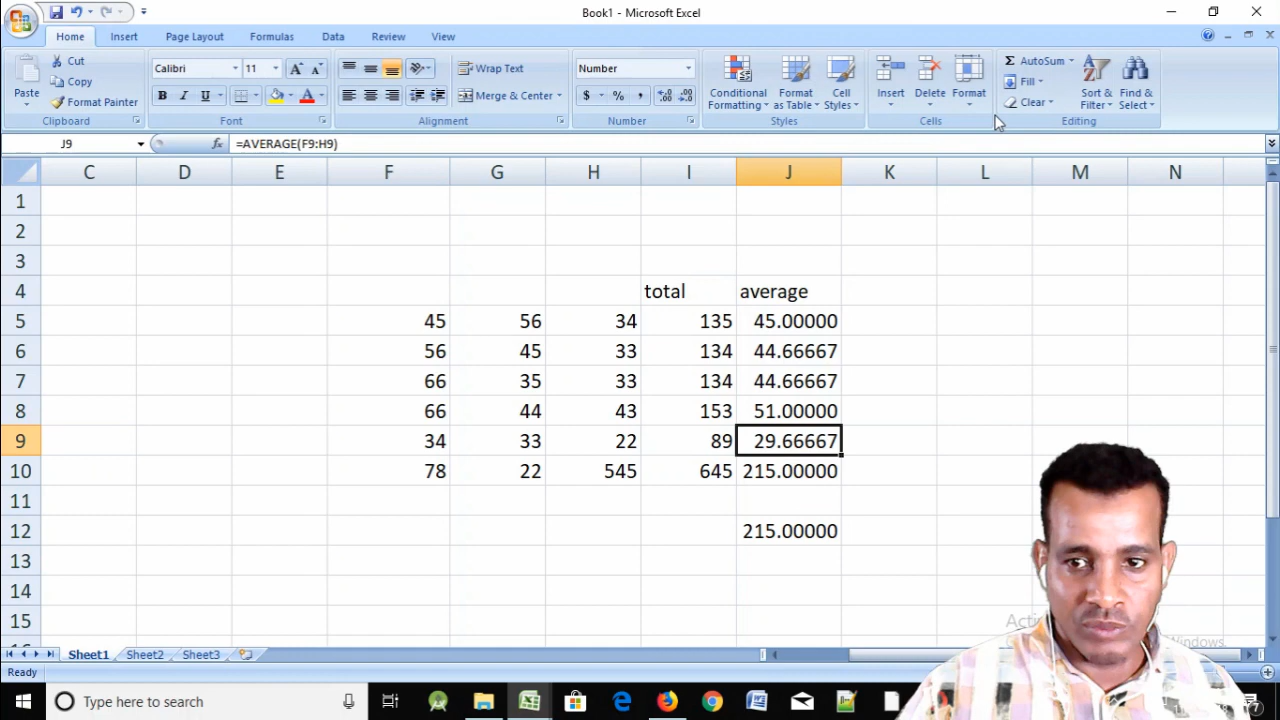 Book1 - Microsoft Excel
Home Insert Page Layout Formulas Data Review View
Paste
Cut
Copy
Format Painter
Clipboard
Calibri 11
B I U
Font
Wrap Text
Merge & Center
Alignment
Number
$ % ,
Number
Conditional Formatting
Format as Table
Cell Styles
Styles
Insert
Delete
Format
Cells
Σ AutoSum
Fill
Clear
Sort & Filter
Find & Select
Editing
J9 fx =AVERAGE(F9:H9)
C D E F G H I J K L M N
1
2
3
4 total average
5 45 56 34 135 45.00000
6 56 45 33 134 44.66667
7 66 35 33 134 44.66667
8 66 44 43 153 51.00000
9 34 33 22 89 29.66667
10 78 22 545 645 215.00000
11
12 215.00000
13
14
15
Sheet1 Sheet2 Sheet3
Ready
Type here to search